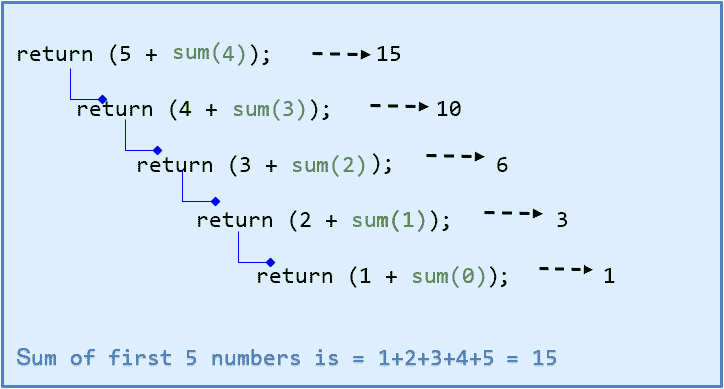 return (5 + sum(4)); 15
return (4 + sum(3)); 10
return (3 + sum(2)); 6
return (2 + sum(1)); 3
return (1 + sum(0)); 1
Sum of first 5 numbers is = 1+2+3+4+5 = 15